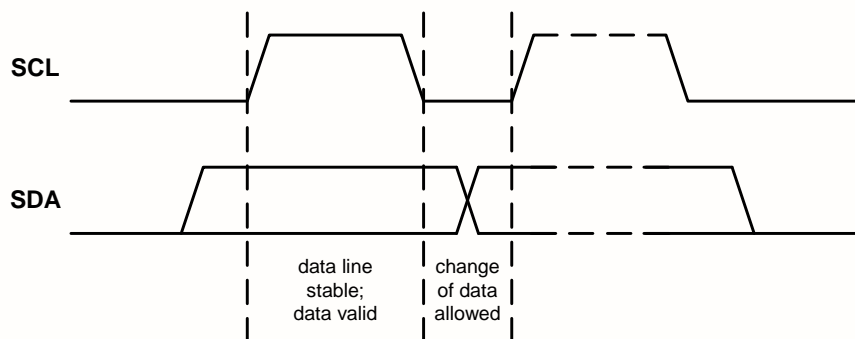 SCL
SDA
data line
stable;
data valid
change
of data
allowed